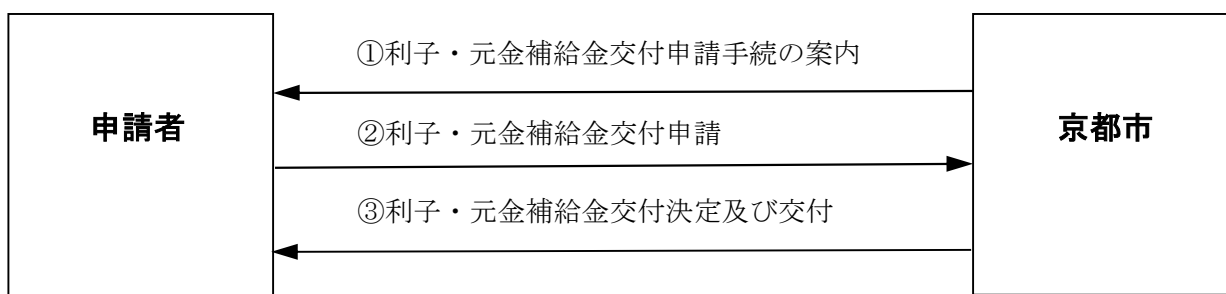 ①利子・元金補給金交付申請手続の案内
申請者
②利子・元金補給金交付申請
京都市
③利子・元金補給金交付決定及び交付